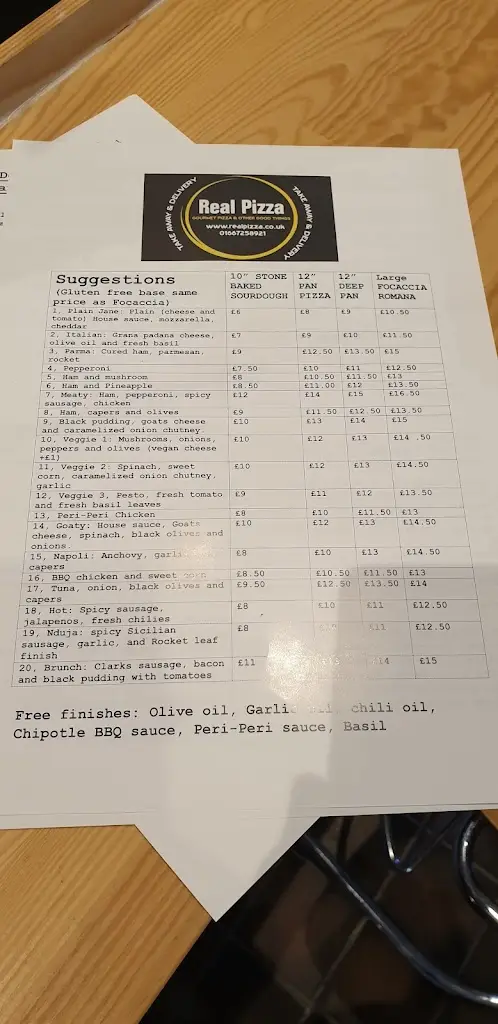 D
a
TAKE AWAY & DELIVERY
Real Pizza
GOURMET PIZZA & OTHER GOOD THINGS
www.realpizza.co.uk
01667258921
TAKE AWAY & DELIVERY
Suggestions
(Gluten free base same
price as Focaccia)
10" STONE BAKED SOURDOUGH
12" PAN PIZZA
12" DEEP PAN
Large FOCACCIA ROMANA
1, Plain Jane: Plain (cheese and
tomato) House sauce, mozzarella,
cheddar
£6 £8 £9 £10.50
2, Italian: Grana padana cheese,
olive oil and fresh basil
£7 £9 £10 £11.50
3, Parma: Cured ham, parmesan,
rocket
£9 £12.50 £13.50 £15
4, Pepperoni £7.50 £10 £11 £12.50
5, Ham and mushroom £8 £10.50 £11.50 £13
6, Ham and Pineapple £8.50 £11.00 £12 £13.50
7, Meaty: Ham, pepperoni, spicy
sausage, chicken
£12 £14 £15 £16.50
8, Ham, capers and olives £9 £11.50 £12.50 £13.50
9, Black pudding, goats cheese
and caramelized onion chutney.
£10 £13 £14 £15
10, Veggie 1: Mushrooms, onions,
peppers and olives (vegan cheese
+£1)
£10 £12 £13 £14 .50
11, Veggie 2: Spinach, sweet
corn, caramelized onion chutney,
garlic
£10 £12 £13 £14.50
12, Veggie 3, Pesto, fresh tomato
and fresh basil leaves
£9 £11 £12 £13.50
13, Peri-Peri Chicken £8 £10 £11.50 £13
14, Goaty: House sauce, Goats
cheese, spinach, black olives and
onions.
£10 £12 £13 £14.50
15, Napoli: Anchovy, garlic and
capers
£8 £10 £13 £14.50
16, BBQ chicken and sweet corn £8.50 £10.50 £11.50 £13
17, Tuna, onion, black olives and
capers
£9.50 £12.50 £13.50 £14
18, Hot: Spicy sausage,
jalapenos, fresh chilies
£8 £10 £11 £12.50
19, Nduja: spicy Sicilian
sausage, garlic, and Rocket leaf
finish
£8 £11 £12.50
20, Brunch: Clarks sausage, bacon
and black pudding with tomatoes
£11 £14 £15
Free finishes: Olive oil, Garlic oil, chili oil,
Chipotle BBQ sauce, Peri-Peri sauce, Basil